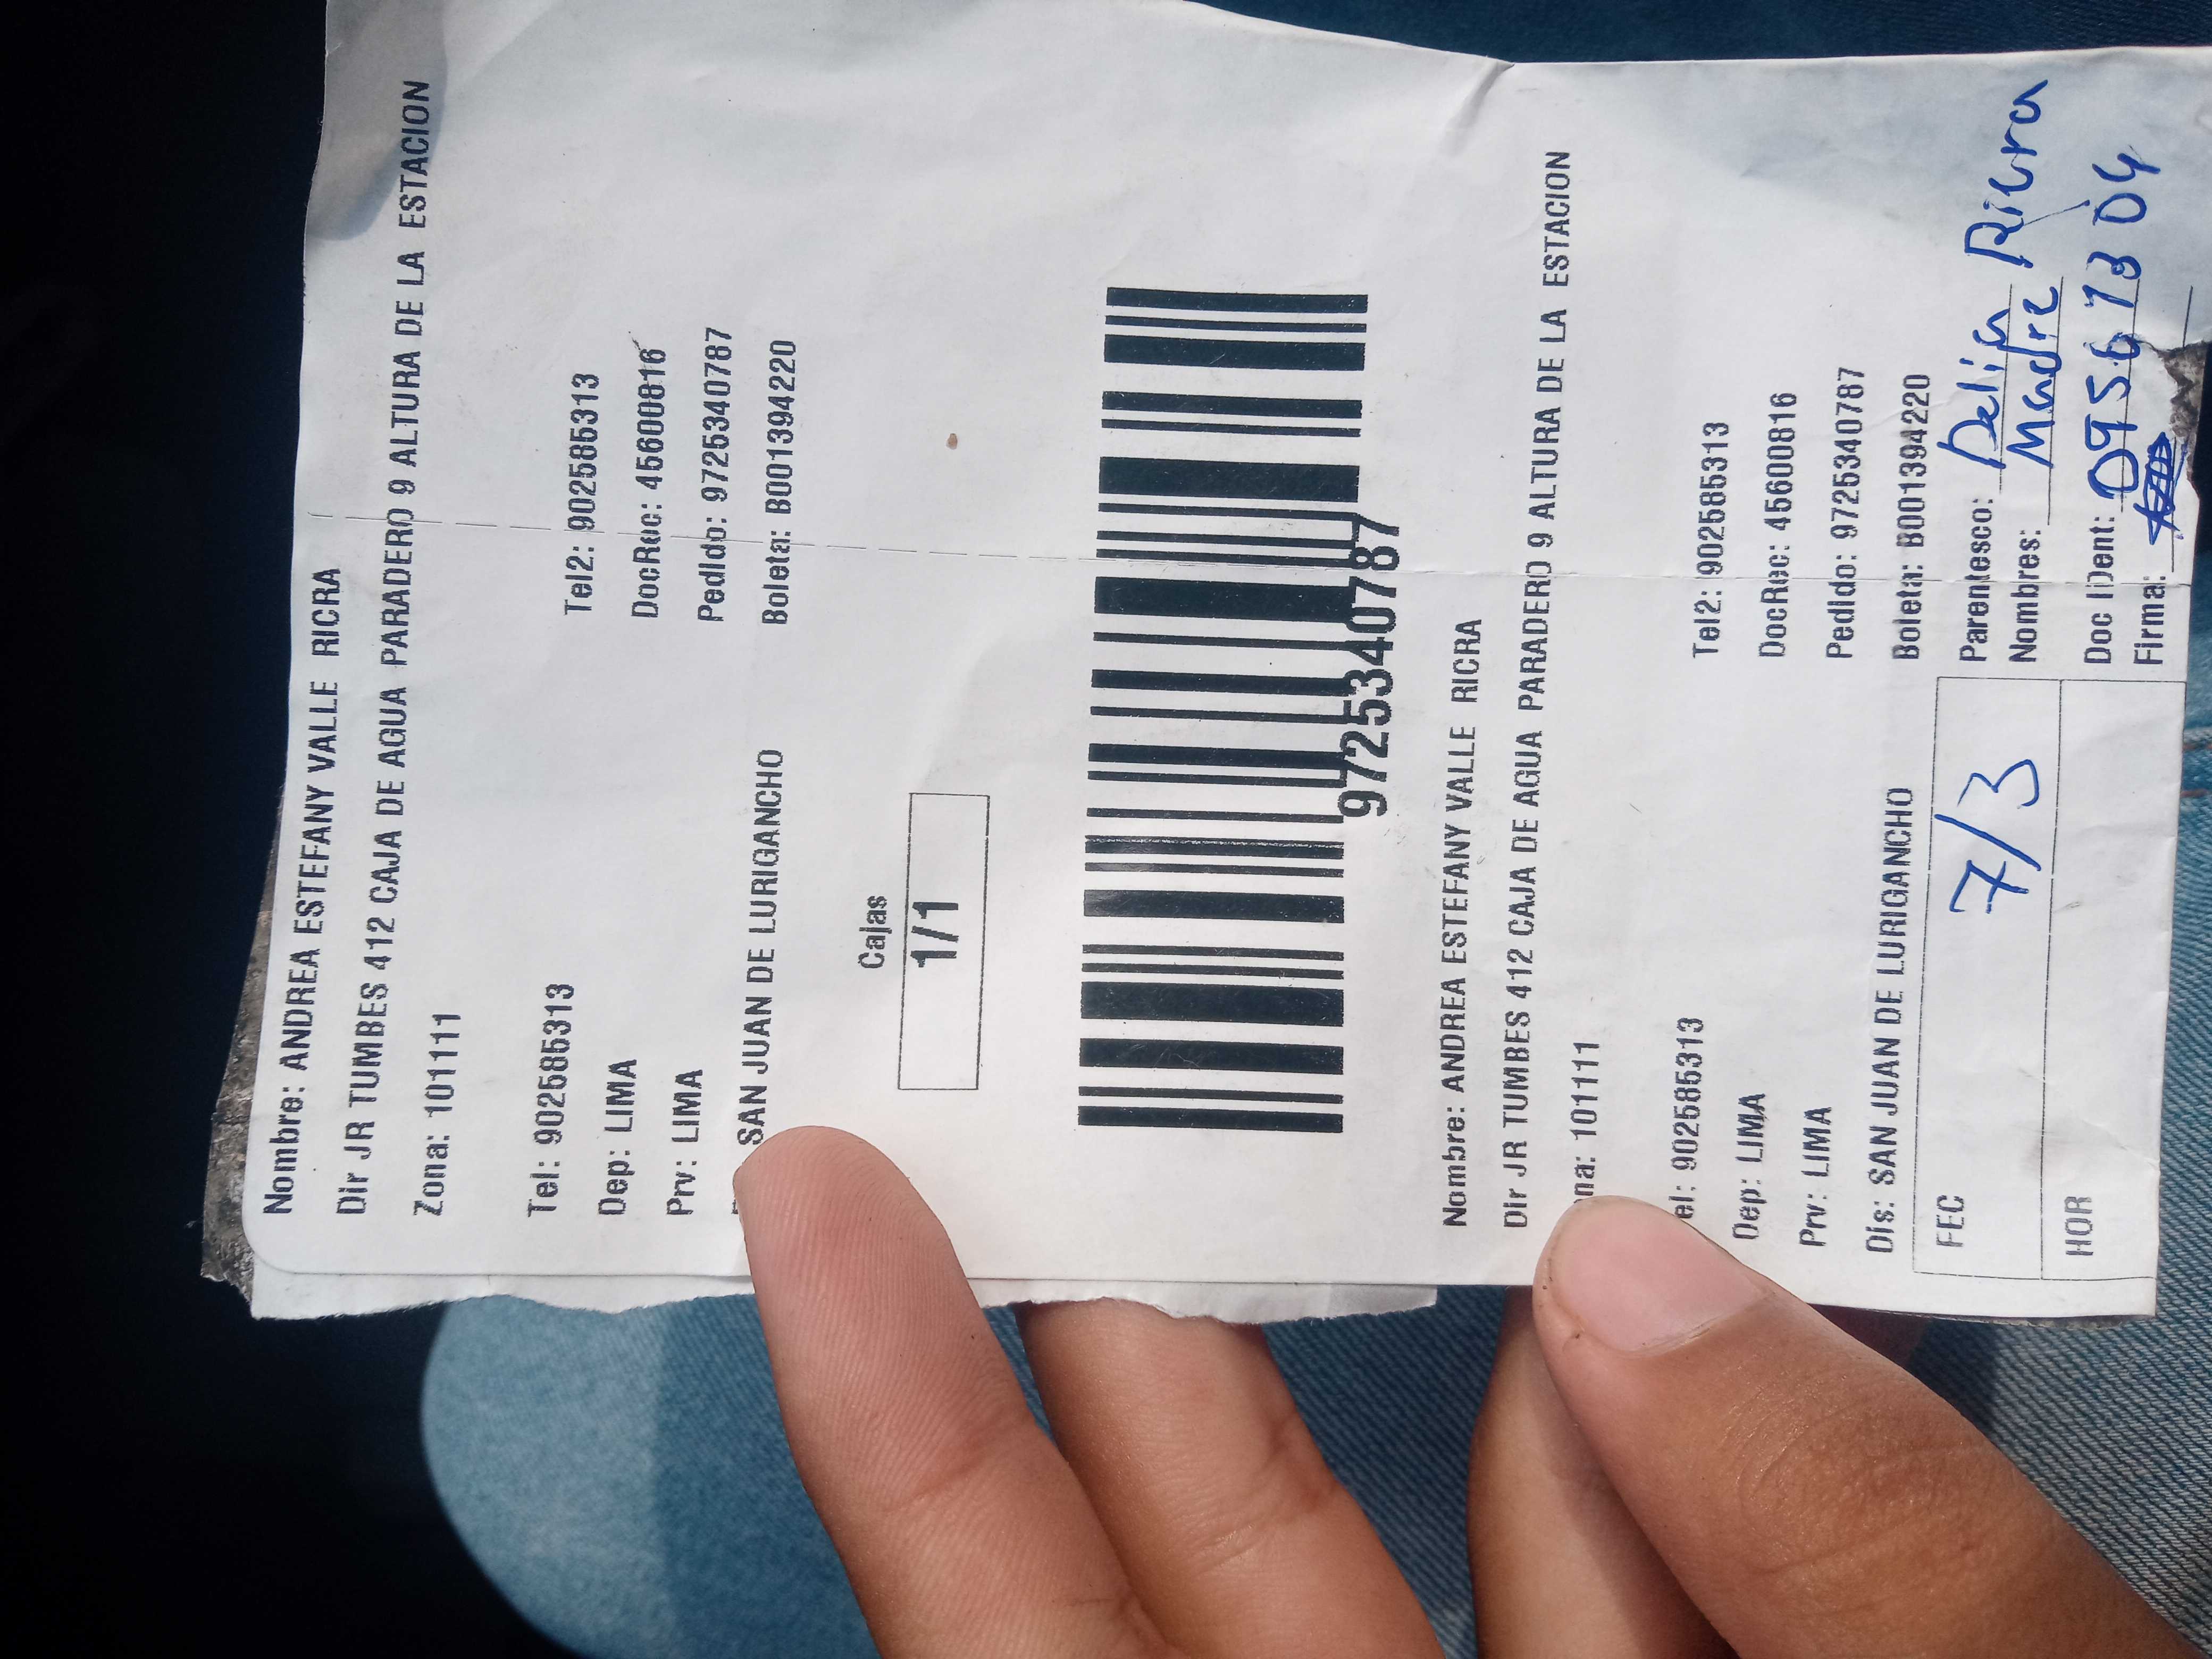 Nombre: ANDREA ESTEFANY VALLE RICRA
Dir JR TUMBES 412 CAJA DE AGUA PARADERO 9 ALTURA DE LA ESTACION
Zona: 101111
Tel: 902585313 Tel2: 902585313
Dep: LIMA DocRec: 45600816
Prv: LIMA Pedido: 9725340787
SAN JUAN DE LURIGANCHO Boleta: B001394220
Cajas
1/1
9725340787
Nombre: ANDREA ESTEFANY VALLE RICRA
Dir JR TUMBES 412 CAJA DE AGUA PARADERO 9 ALTURA DE LA ESTACION
ona: 101111
el: 902585313 Tel2: 902585313
Dep: LIMA DocRec: 45600816
Prv: LIMA Pedido: 9725340787
Dis: SAN JUAN DE LURIGANCHO Boleta: B001394220
FEC 7/3 Parentesco: Delia Ricra
Nombres: Madre
HOR Doc iDent: 09567304
Firma: